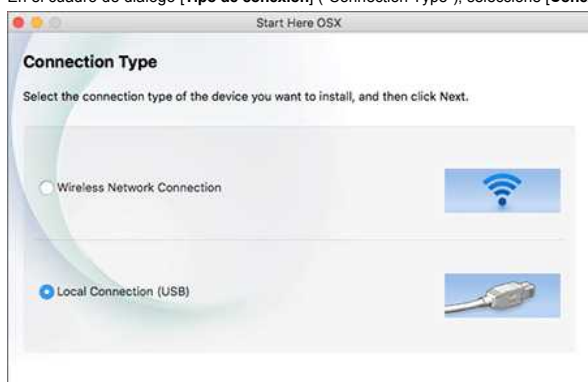 En el cuadro de diálogo [Tipo de conexión] ("Connection Type"), seleccione [
Start Here OSX
Connection Type
Select the connection type of the device you want to install, and then click Next.
Wireless Network Connection
Local Connection (USB)